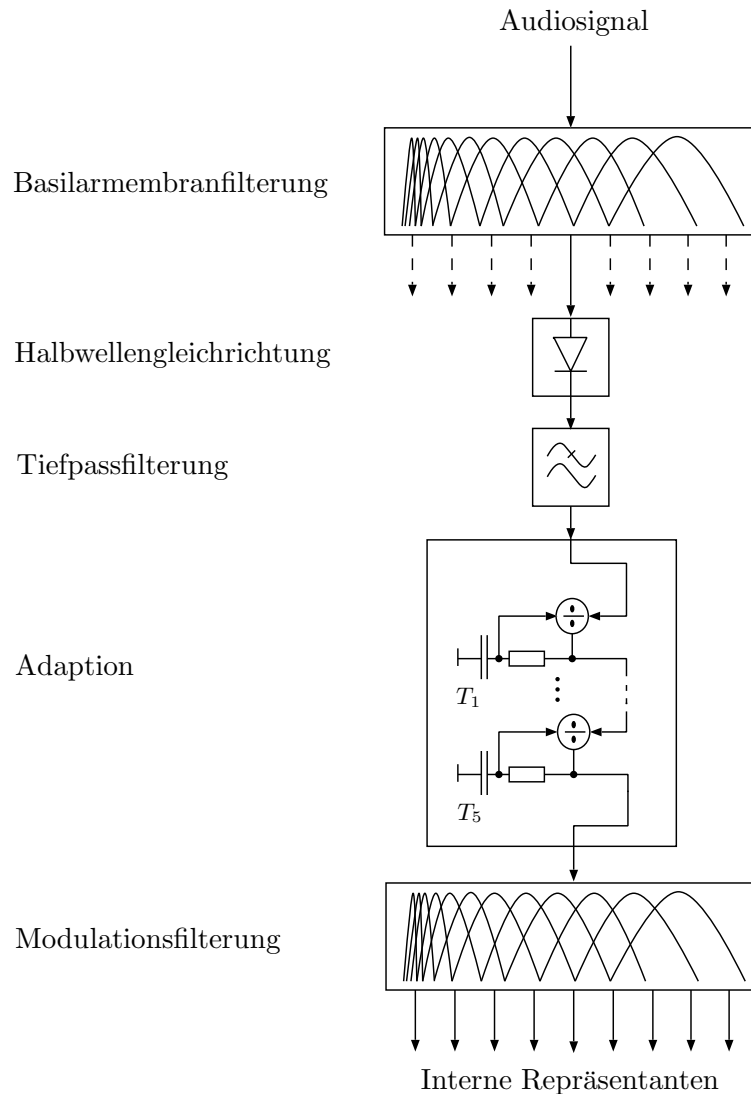 Audiosignal
Basilarmembranfilterung
Halbwellengleichrichtung
Tiefpassfilterung
Adaption
T₁
T₅
Modulationsfilterung
Interne Repräsentanten